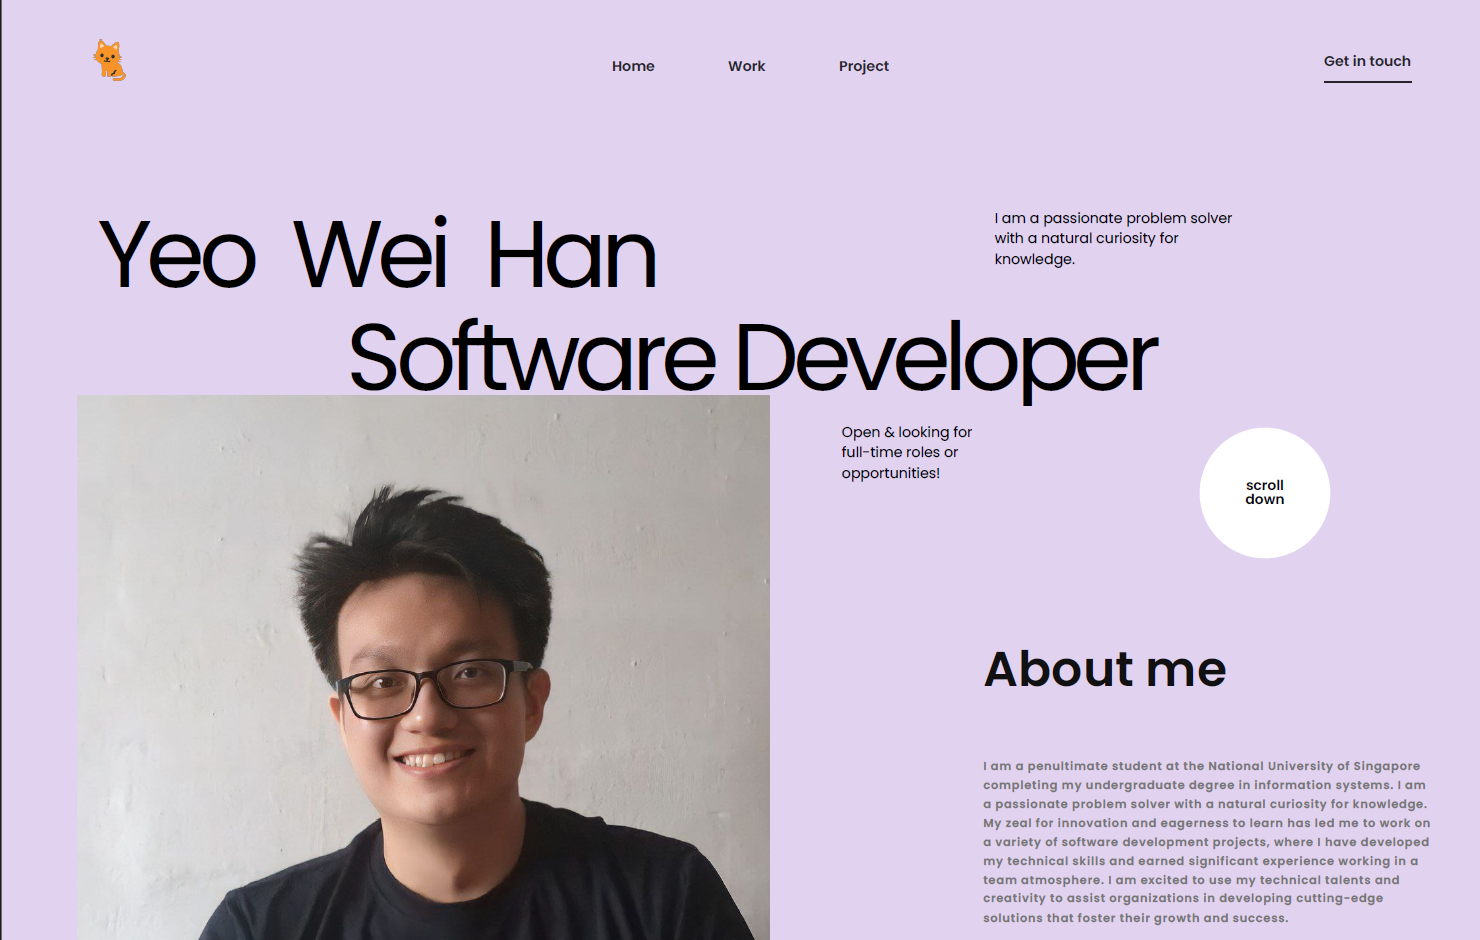 Home
Work
Project
Get in touch
Yeo Wei Han
Software Developer
I am a passionate problem solver
with a natural curiosity for
knowledge.
Open & looking for
full-time roles or
opportunities!
scroll
down
About me
I am a penultimate student at the National University of Singapore
completing my undergraduate degree in information systems. I am
a passionate problem solver with a natural curiosity for knowledge.
My zeal for innovation and eagerness to learn has led me to work on
a variety of software development projects, where I have developed
my technical skills and earned significant experience working in a
team atmosphere. I am excited to use my technical talents and
creativity to assist organizations in developing cutting-edge
solutions that foster their growth and success.